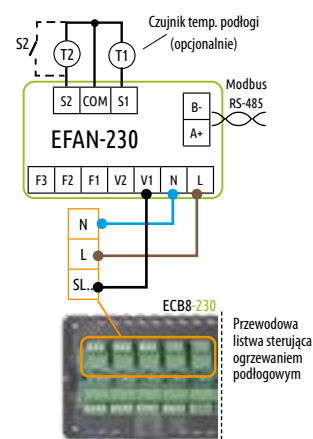 Czujnik temp. podłogi
(opcjonalnie)
S2
T2
T1
S2 COM S1
Modbus
RS-485
B-
A+
EFAN-230
F3 F2 F1 V2 V1 N L
N
L
SL..
ECB8-230
Przewodowa
listwa sterująca
ogrzewaniem
podłogowym